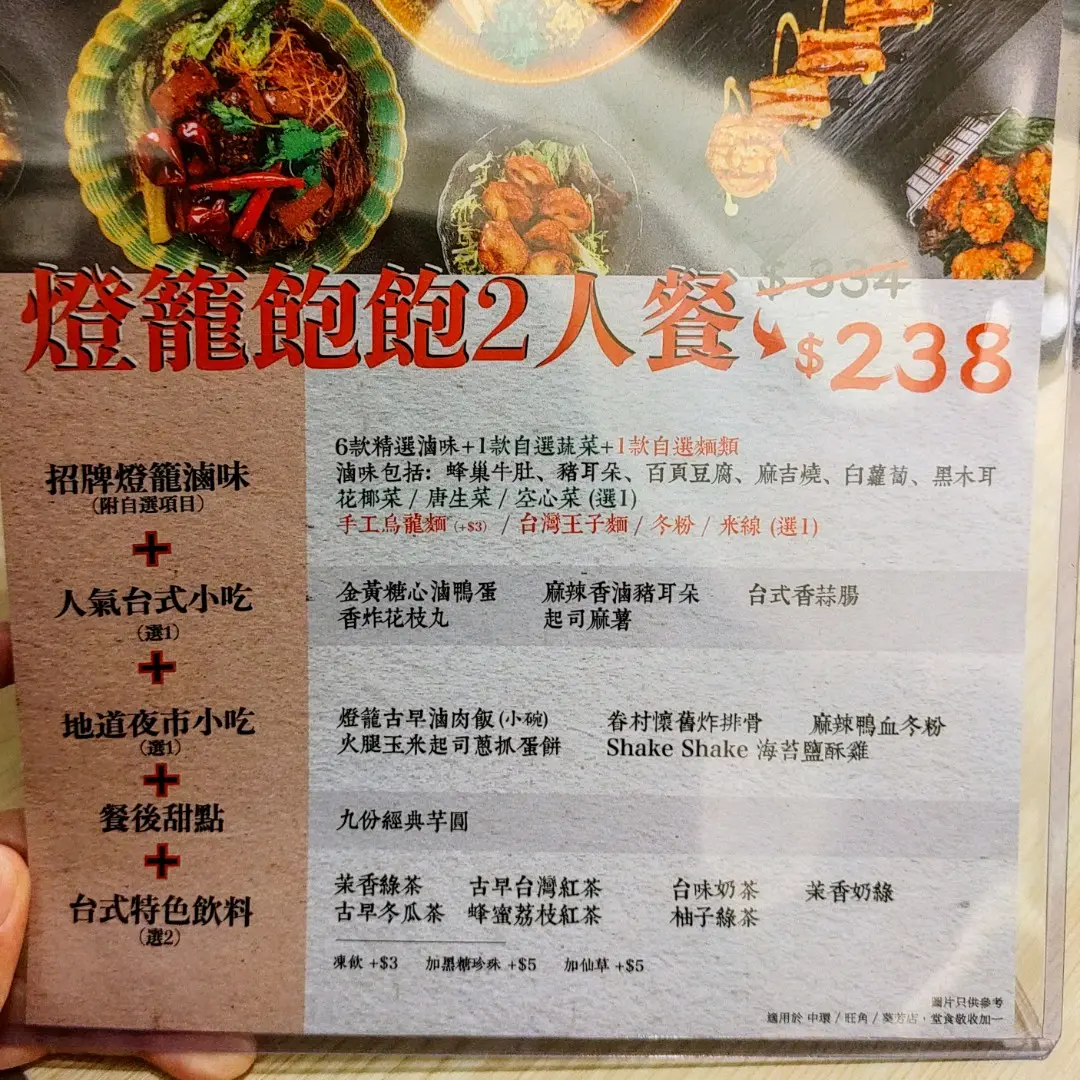 $334
燈籠飽飽2人餐 $238
招牌燈籠滷味
(附自選項目)
6款精選滷味+1款自選蔬菜+1款自選麵類
滷味包括: 蜂巢牛肚、豬耳朵、百頁豆腐、麻吉燒、白蘿蔔、黑木耳
花椰菜 / 唐生菜 / 空心菜 (選1)
手工烏龍麵 (+$3) / 台灣王子麵 / 冬粉 / 米線 (選1)
+
人氣台式小吃
(選1)
金黃糖心滷鴨蛋 麻辣香滷豬耳朵 台式香蒜腸
香炸花枝丸 起司麻薯
+
地道夜市小吃
(選1)
燈籠古早滷肉飯 (小碗) 眷村懷舊炸排骨 麻辣鴨血冬粉
火腿玉米起司蔥抓蛋餅 Shake Shake 海苔鹽酥雞
+
餐後甜點
九份經典芋圓
+
台式特色飲料
(選2)
茉香綠茶 古早台灣紅茶 台味奶茶 茉香奶綠
古早冬瓜茶 蜂蜜荔枝紅茶 柚子綠茶
凍飲 +$3 加黑糖珍珠 +$5 加仙草 +$5
圖片只供參考
適用於 中環 / 旺角 / 葵芳店，堂食敬收加一